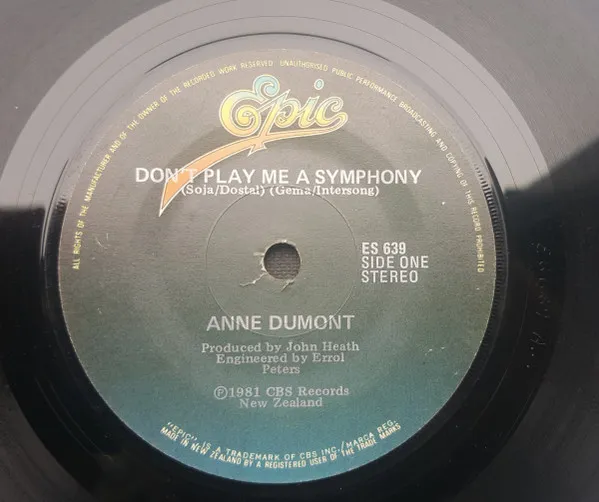 ALL RIGHTS OF THE MANUFACTURER AND OF THE OWNER OF THE RECORDED WORK RESERVED UNAUTHORISED PUBLIC PERFORMANCE BROADCASTING AND COPYING OF THIS RECORD PROHIBITED
Epic
DON'T PLAY ME A SYMPHONY
(Soja/Dostal) (Gema/Intersong)
ES 639
SIDE ONE
STEREO
ANNE DUMONT
Produced by John Heath
Engineered by Errol
Peters
Ⓟ1981 CBS Records
New Zealand
"EPIC" IS A TRADEMARK OF CBS INC./MARCA REG.
MADE IN NEW ZEALAND BY A REGISTERED USER OF THE TRADE MARKS